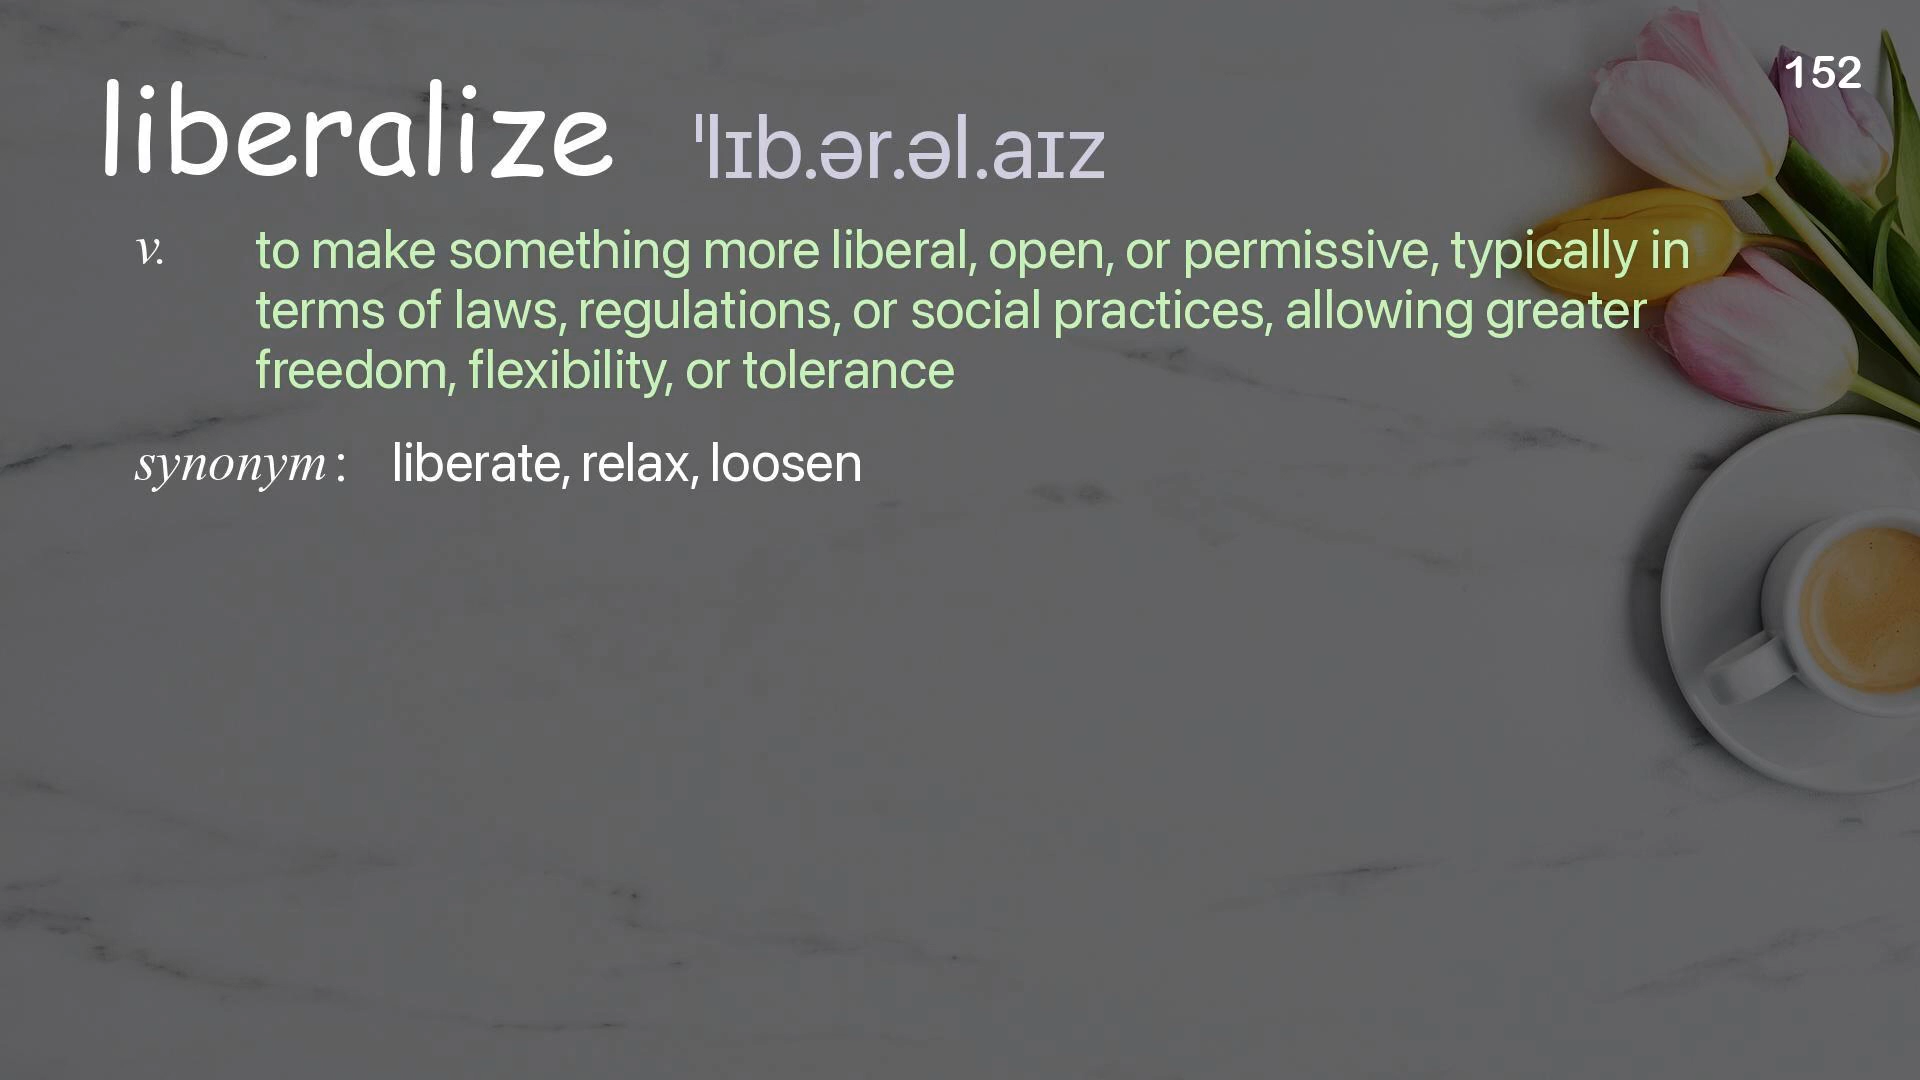 152
liberalize ˈlɪb.ər.əl.aɪz
v. to make something more liberal, open, or permissive, typically in
terms of laws, regulations, or social practices, allowing greater
freedom, flexibility, or tolerance
synonym: liberate, relax, loosen